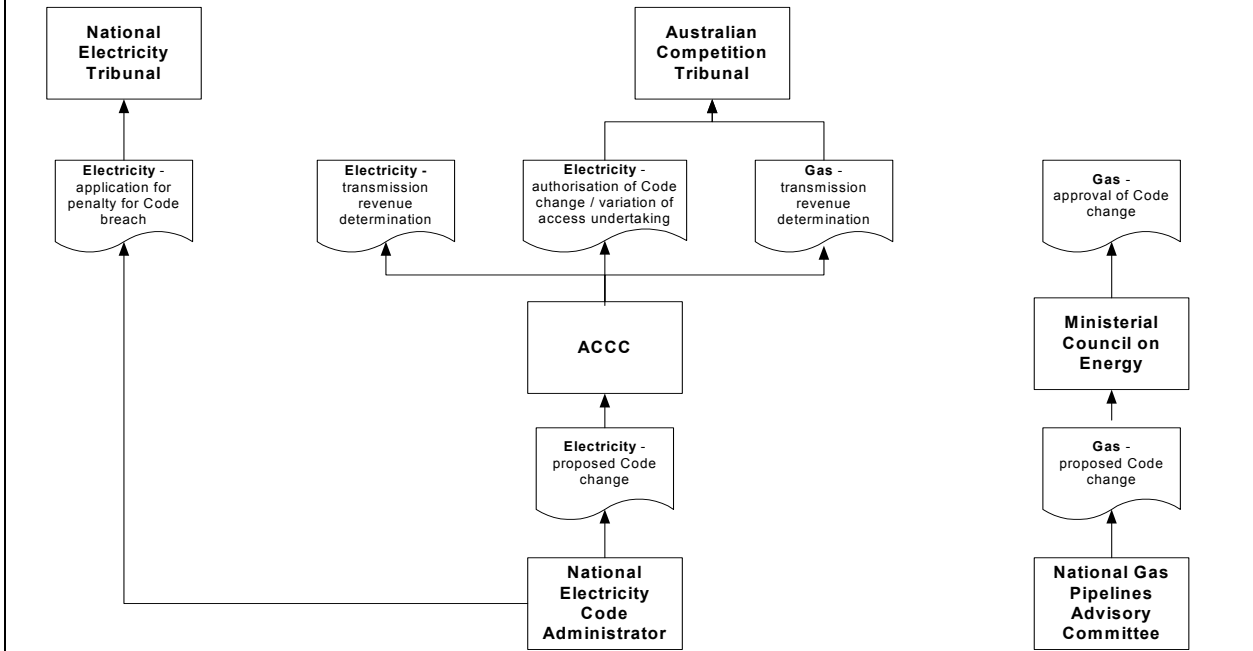 National
Electricity
Tribunal
Australian
Competition
Tribunal
Electricity -
application for
penalty for Code
breach
Electricity -
transmission
revenue
determination
Electricity -
authorisation of Code
change / variation of
access undertaking
Gas -
transmission
revenue
determination
Gas -
approval of Code
change
ACCC
Ministerial
Council on
Energy
Electricity -
proposed Code
change
Gas -
proposed Code
change
National
Electricity
Code
Administrator
National Gas
Pipelines
Advisory
Committee